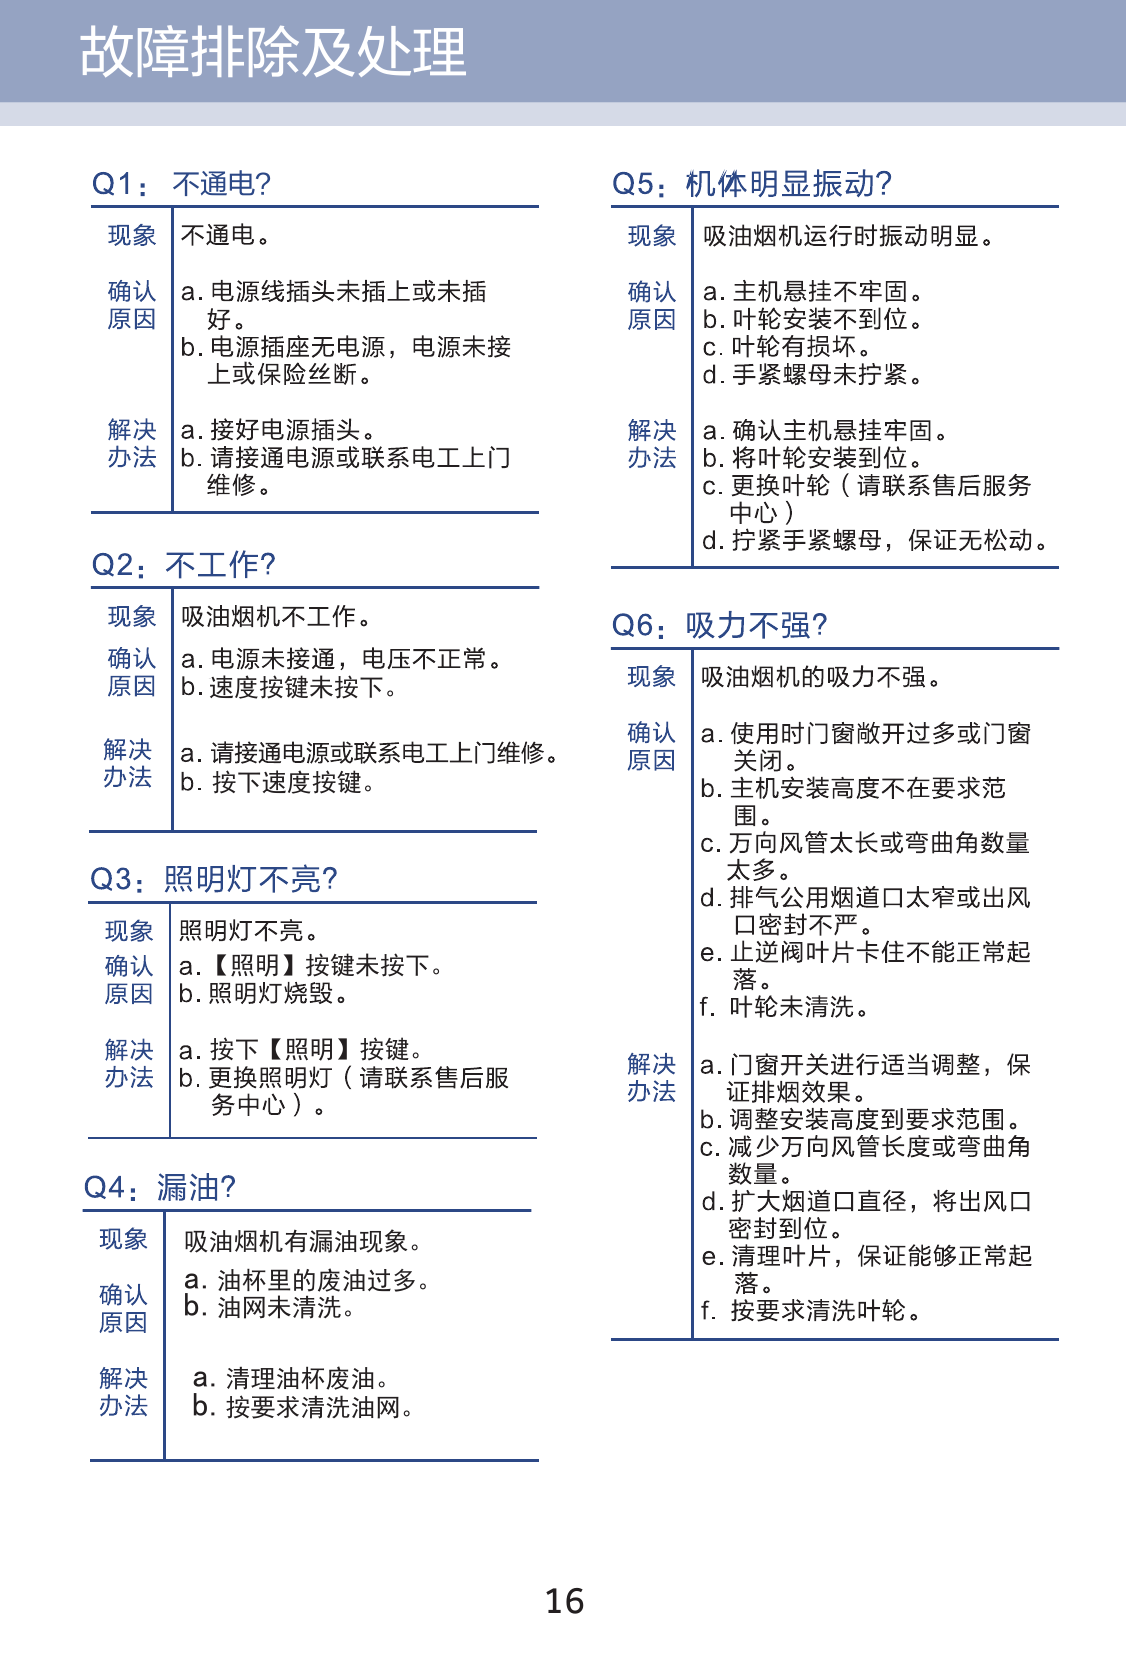 故障排除及处理
Q1：不通电?
现象 不通电。
确认 a. 电源线插头未插上或未插
原因 好。
b. 电源插座无电源，电源未接
上或保险丝断。
解决 a. 接好电源插头。
办法 b. 请接通电源或联系电工上门
维修。
Q2：不工作?
现象 吸油烟机不工作。
确认 a. 电源未接通，电压不正常。
原因 b. 速度按键未按下。
解决 a. 请接通电源或联系电工上门维修。
办法 b. 按下速度按键。
Q3：照明灯不亮?
现象 照明灯不亮。
确认 a.【照明】按键未按下。
原因 b. 照明灯烧毁。
解决 a. 按下【照明】按键。
办法 b. 更换照明灯（请联系售后服
务中心）。
Q4：漏油?
现象 吸油烟机有漏油现象。
确认 a. 油杯里的废油过多。
原因 b. 油网未清洗。
解决 a. 清理油杯废油。
办法 b. 按要求清洗油网。
Q5：机体明显振动?
现象 吸油烟机运行时振动明显。
确认 a. 主机悬挂不牢固。
原因 b. 叶轮安装不到位。
c. 叶轮有损坏。
d. 手紧螺母未拧紧。
解决 a. 确认主机悬挂牢固。
办法 b. 将叶轮安装到位。
c. 更换叶轮（请联系售后服务
中心）
d. 拧紧手紧螺母，保证无松动。
Q6：吸力不强?
现象 吸油烟机的吸力不强。
确认 a. 使用时门窗敞开过多或门窗
原因 关闭。
b. 主机安装高度不在要求范
围。
c. 万向风管太长或弯曲角数量
太多。
d. 排气公用烟道口太窄或出风
口密封不严。
e. 止逆阀叶片卡住不能正常起
落。
f. 叶轮未清洗。
解决 a. 门窗开关进行适当调整，保
办法 证排烟效果。
b. 调整安装高度到要求范围。
c. 减少万向风管长度或弯曲角
数量。
d. 扩大烟道口直径，将出风口
密封到位。
e. 清理叶片，保证能够正常起
落。
f. 按要求清洗叶轮。
16